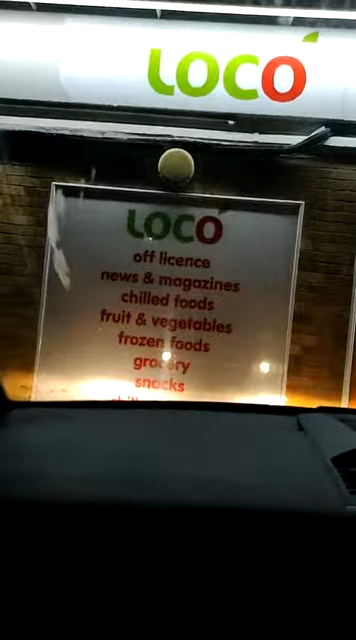 LOCO
LOCO
off licence
news & magazines
chilled foods
fruit & vegetables
frozen foods
grocery
snacks